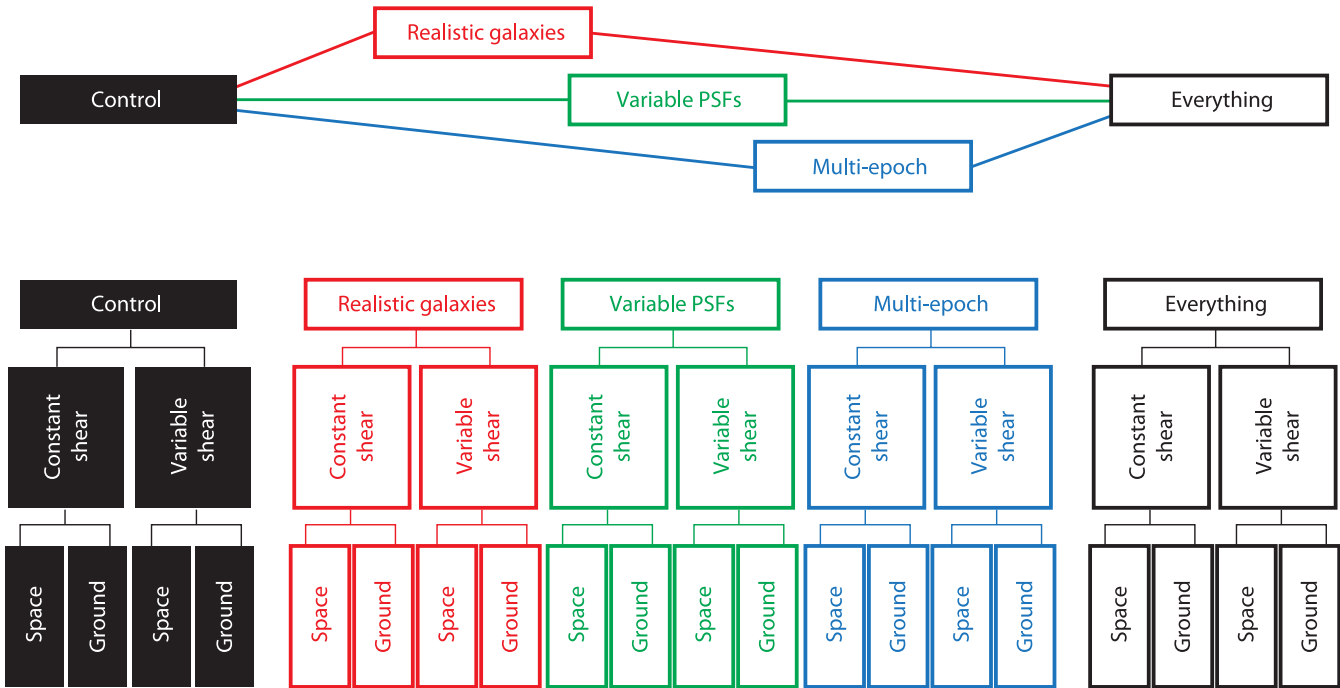 Realistic galaxies
Control
Variable PSFs
Everything
Multi-epoch
Control
Realistic galaxies
Variable PSFs
Multi-epoch
Everything
Constant
shear
Variable
shear
Constant
shear
Variable
shear
Constant
shear
Variable
shear
Constant
shear
Variable
shear
Constant
shear
Variable
shear
Space
Ground
Space
Ground
Space
Ground
Space
Ground
Space
Ground
Space
Ground
Space
Ground
Space
Ground
Space
Ground
Space
Ground